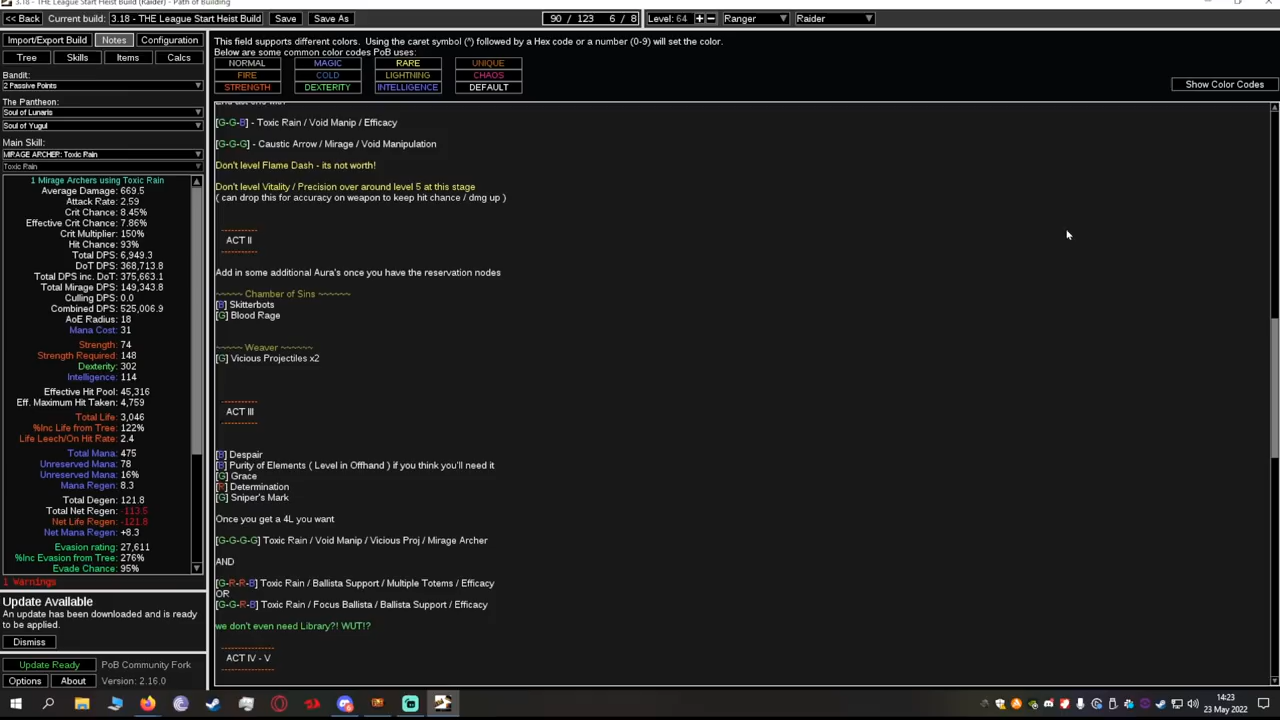 3.18 - THE League Start Heist Build (Raider) - Path of Building
<< Back Current build: 3.18 - THE League Start Heist Build Save Save As 90 / 123 6 / 8 Level: 64 + - Ranger Raider
Import/Export Build Notes Configuration
Tree Skills Items Calcs
Bandit:
2 Passive Points
The Pantheon:
Soul of Lunaris
Soul of Yugul
Main Skill:
MIRAGE ARCHER: Toxic Rain
Toxic Rain
1 Mirage Archers using Toxic Rain
Average Damage: 669.5
Attack Rate: 2.59
Crit Chance: 8.45%
Effective Crit Chance: 7.86%
Crit Multiplier: 150%
Hit Chance: 93%
Total DPS: 6,949.3
DoT DPS: 368,713.8
Total DPS inc. DoT: 375,663.1
Total Mirage DPS: 149,343.8
Culling DPS: 0.0
Combined DPS: 525,006.9
AoE Radius: 18
Mana Cost: 31
Strength: 74
Strength Required: 148
Dexterity: 302
Intelligence: 114
Effective Hit Pool: 45,316
Eff. Maximum Hit Taken: 4,759
Total Life: 3,046
%Inc Life from Tree: 122%
Life Leech/On Hit Rate: 2.4
Total Mana: 475
Unreserved Mana: 78
Unreserved Mana: 16%
Mana Regen: 8.3
Total Degen: 121.8
Total Net Regen: -113.5
Net Life Regen: -121.8
Net Mana Regen: +8.3
Evasion rating: 27,611
%Inc Evasion from Tree: 276%
Evade Chance: 95%
1 Warnings
Update Available
An update has been downloaded and is ready
to be applied.
Dismiss
Update Ready PoB Community Fork
Options About Version: 2.16.0
This field supports different colors. Using the caret symbol (^) followed by a Hex code or a number (0-9) will set the color.
Below are some common color codes PoB uses:
NORMAL MAGIC RARE UNIQUE
FIRE COLD LIGHTNING CHAOS
STRENGTH DEXTERITY INTELLIGENCE DEFAULT
Show Color Codes
[G-G-B] - Toxic Rain / Void Manip / Efficacy
[G-G-G] - Caustic Arrow / Mirage / Void Manipulation
Don't level Flame Dash - its not worth!
Don't level Vitality / Precision over around level 5 at this stage
( can drop this for accuracy on weapon to keep hit chance / dmg up )
-----------
ACT II
-----------
Add in some additional Aura's once you have the reservation nodes
~~~~~ Chamber of Sins ~~~~~~
[B] Skitterbots
[G] Blood Rage
~~~~~ Weaver ~~~~~~
[G] Vicious Projectiles x2
-----------
ACT III
-----------
[B] Despair
[B] Purity of Elements ( Level in Offhand ) if you think you'll need it
[G] Grace
[R] Determination
[G] Sniper's Mark
Once you get a 4L you want
[G-G-G-G] Toxic Rain / Void Manip / Vicious Proj / Mirage Archer
AND
[G-R-R-B] Toxic Rain / Ballista Support / Multiple Totems / Efficacy
OR
[G-G-R-B] Toxic Rain / Focus Ballista / Ballista Support / Efficacy
we don't even need Library?! WUT!?
----------------
ACT IV - V
----------------
14:23
23 May 2022